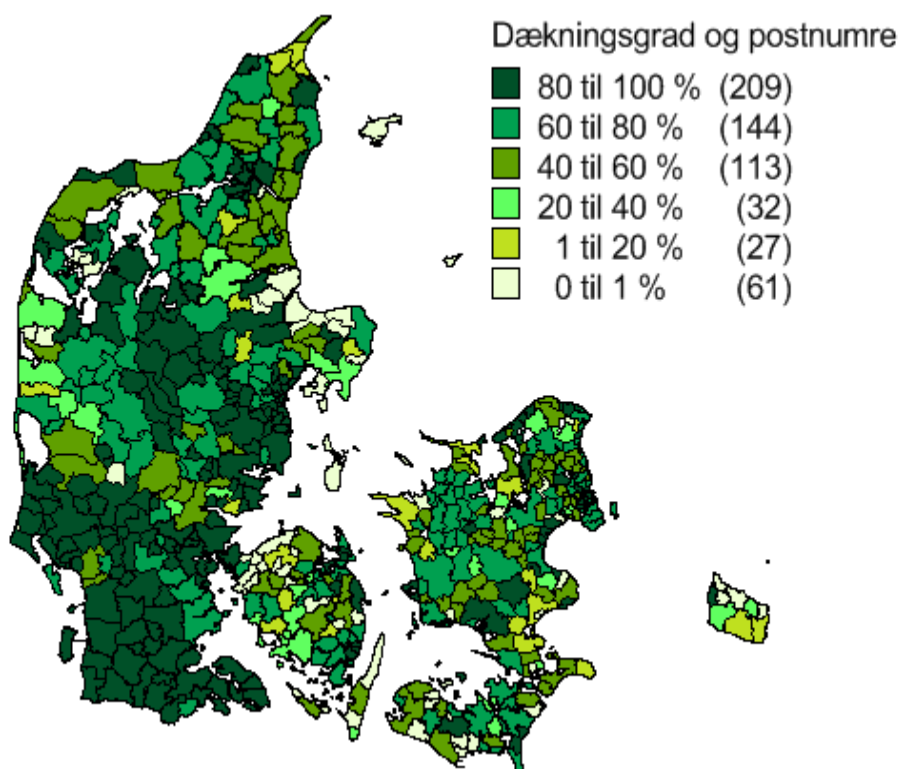 Dækningsgrad og postnumre
80 til 100 % (209)
60 til 80 % (144)
40 til 60 % (113)
20 til 40 % (32)
1 til 20 % (27)
0 til 1 % (61)